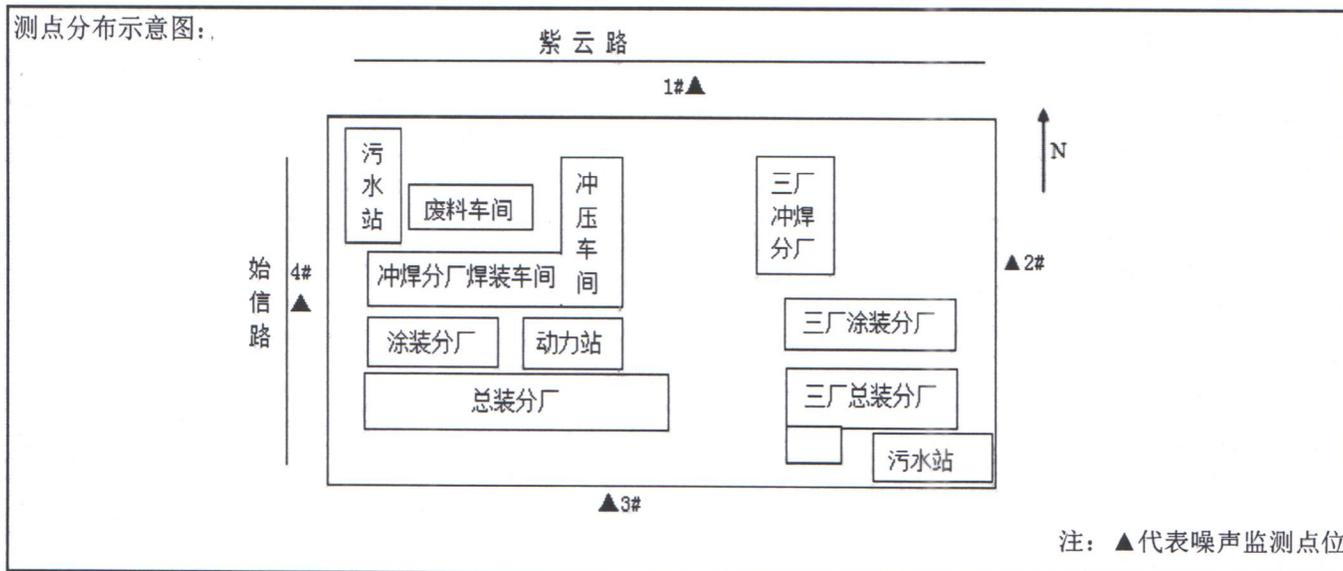 测点分布示意图:
紫云路
1#▲
N
污水站
废料车间
冲压车间
三厂冲焊分厂
▲2#
始信路
4#
▲
冲焊分厂焊装车间
涂装分厂
动力站
三厂涂装分厂
总装分厂
三厂总装分厂
污水站
▲3#
注: ▲代表噪声监测点位